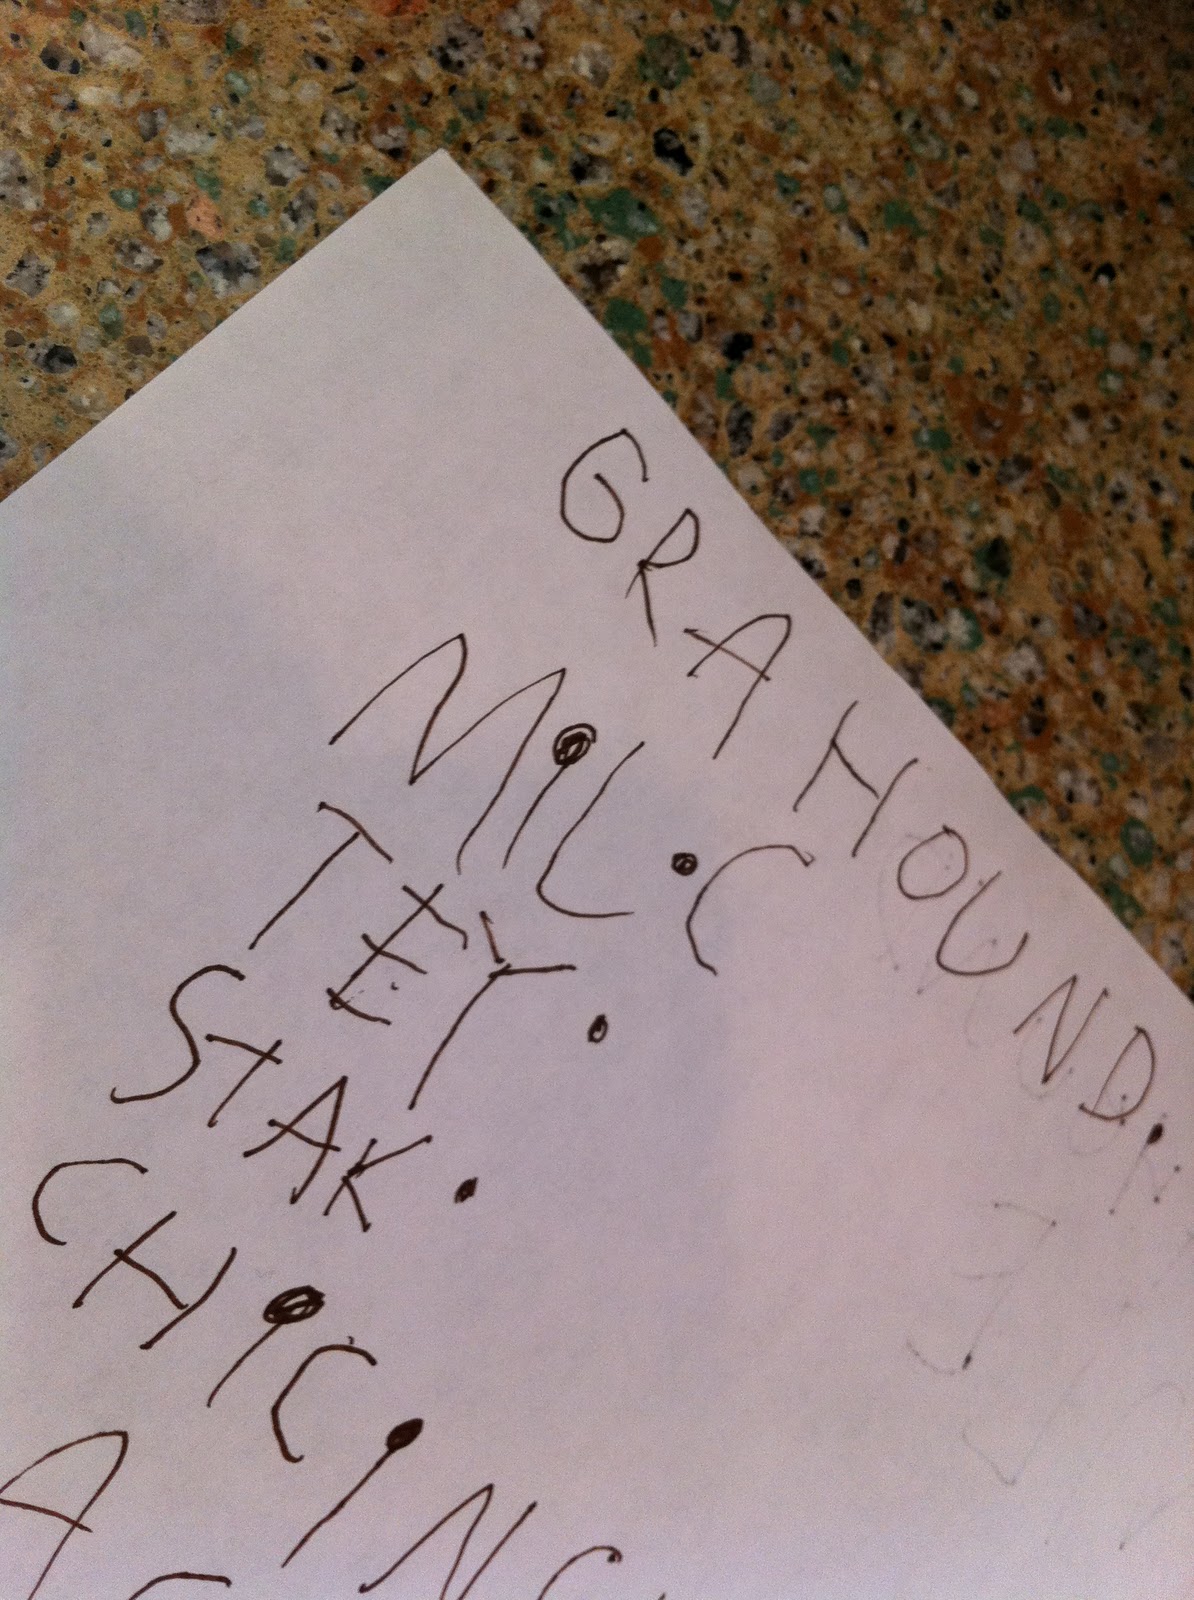 GRAHOUND.
MiL.C
TEY.
STAK.
CHiCiN